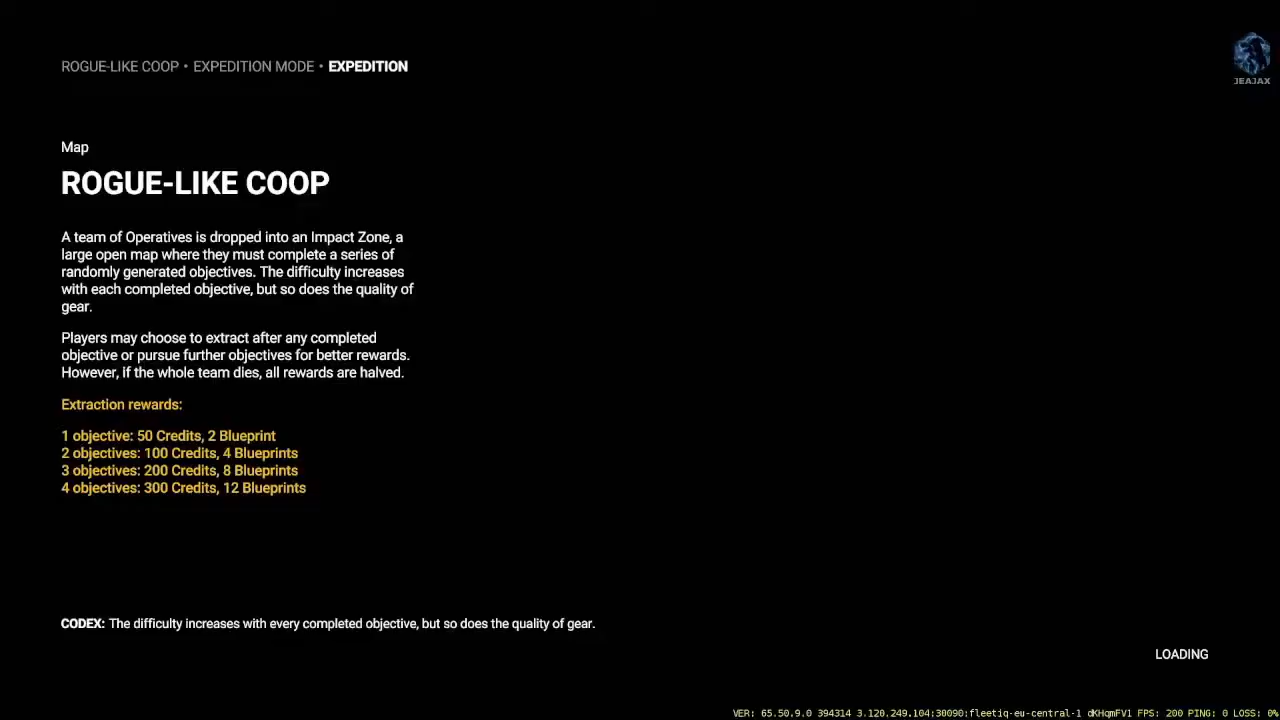 ROGUE-LIKE COOP • EXPEDITION MODE • EXPEDITION
JEAJAX
Map
ROGUE-LIKE COOP
A team of Operatives is dropped into an Impact Zone, a
large open map where they must complete a series of
randomly generated objectives. The difficulty increases
with each completed objective, but so does the quality of
gear.
Players may choose to extract after any completed
objective or pursue further objectives for better rewards.
However, if the whole team dies, all rewards are halved.
Extraction rewards:
1 objective: 50 Credits, 2 Blueprint
2 objectives: 100 Credits, 4 Blueprints
3 objectives: 200 Credits, 8 Blueprints
4 objectives: 300 Credits, 12 Blueprints
CODEX: The difficulty increases with every completed objective, but so does the quality of gear.
LOADING
VER: 65.50.9.0 394314 3.120.249.104:30090:fleetiq-eu-central-1 dKHqmFV1 FPS: 200 PING: 0 LOSS: 0%